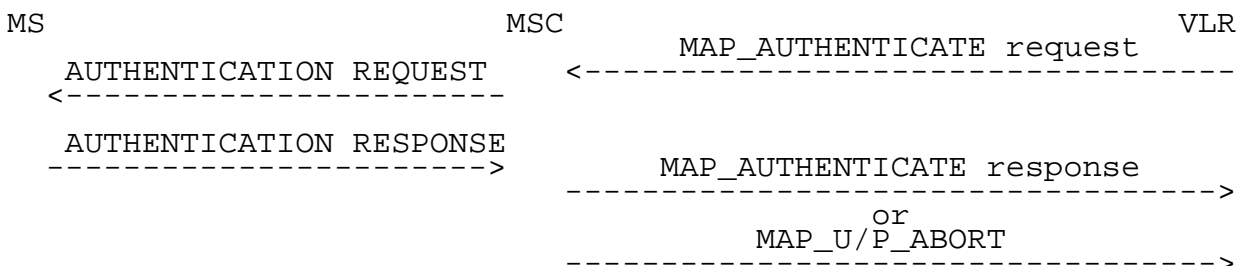 MS MSC VLR
MAP_AUTHENTICATE request
AUTHENTICATION REQUEST <----------------------------------
<-----------------------
AUTHENTICATION RESPONSE
-----------------------> MAP_AUTHENTICATE response
---------------------------------->
or
MAP_U/P_ABORT
---------------------------------->